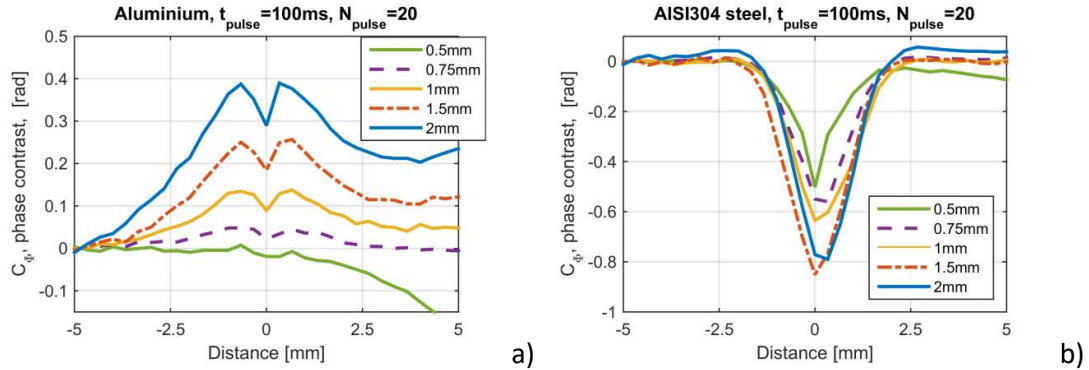 Aluminium, t_pulse=100ms, N_pulse=20
C_Φ, phase contrast, [rad]
0.5
0.4
0.3
0.2
0.1
0
-0.1
0.5mm
0.75mm
1mm
1.5mm
2mm
-5 -2.5 0 2.5 5
Distance [mm]
a)
AISI304 steel, t_pulse=100ms, N_pulse=20
C_Φ, phase contrast, [rad]
0
-0.2
-0.4
-0.6
-0.8
-1
0.5mm
0.75mm
1mm
1.5mm
2mm
-5 -2.5 0 2.5 5
Distance [mm]
b)